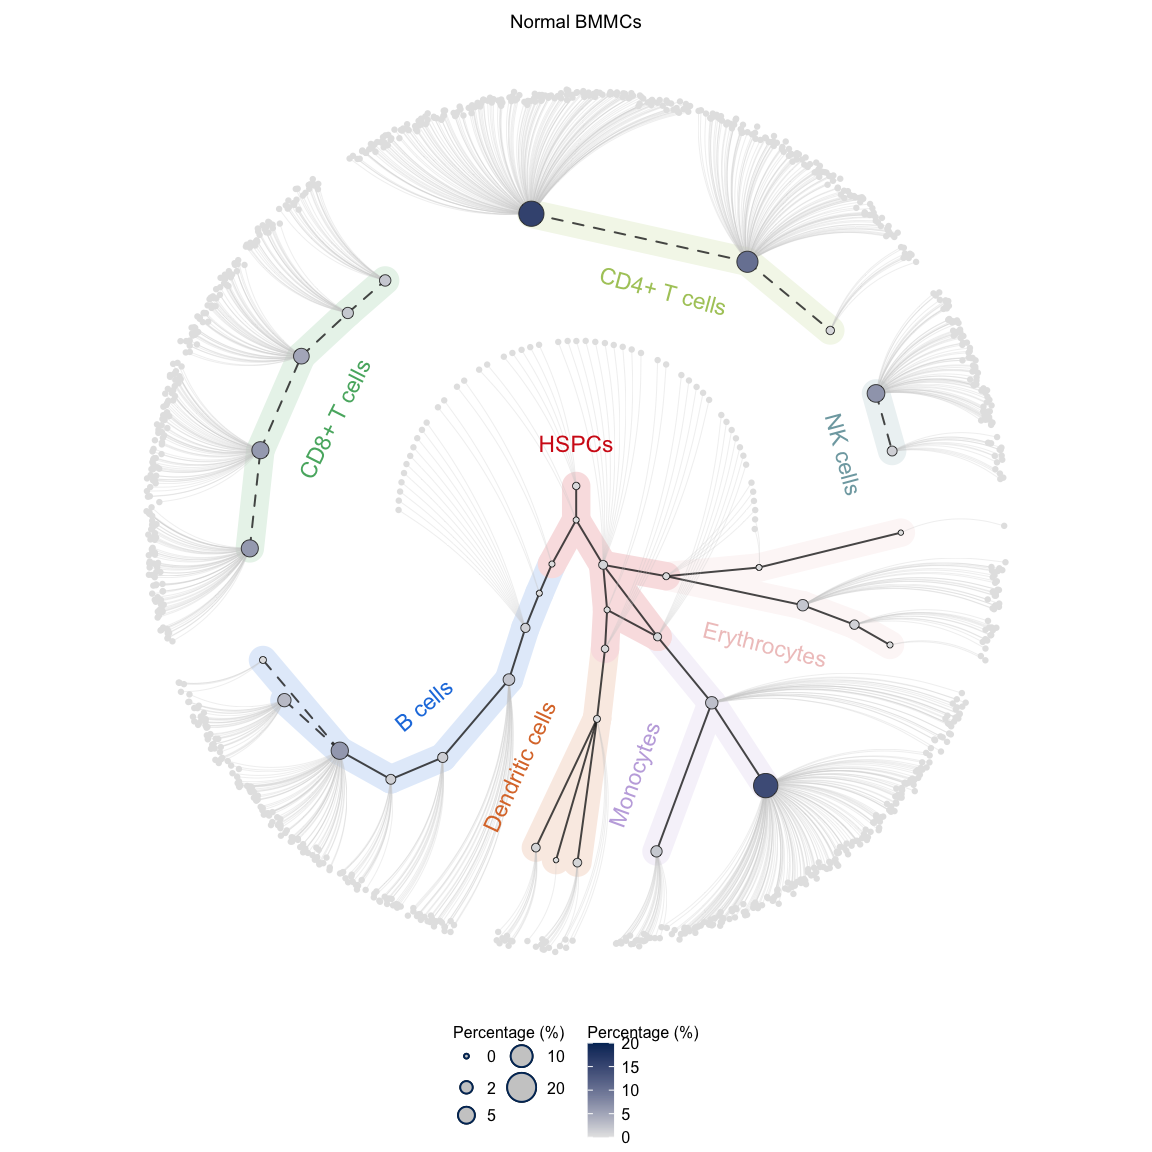 Normal BMMCs
CD4+ T cells
CD8+ T cells
HSPCs
NK cells
Erythrocytes
B cells
Dendritic cells
Monocytes
Percentage (%)
0
10
2
20
5
Percentage (%)
20
15
10
5
0